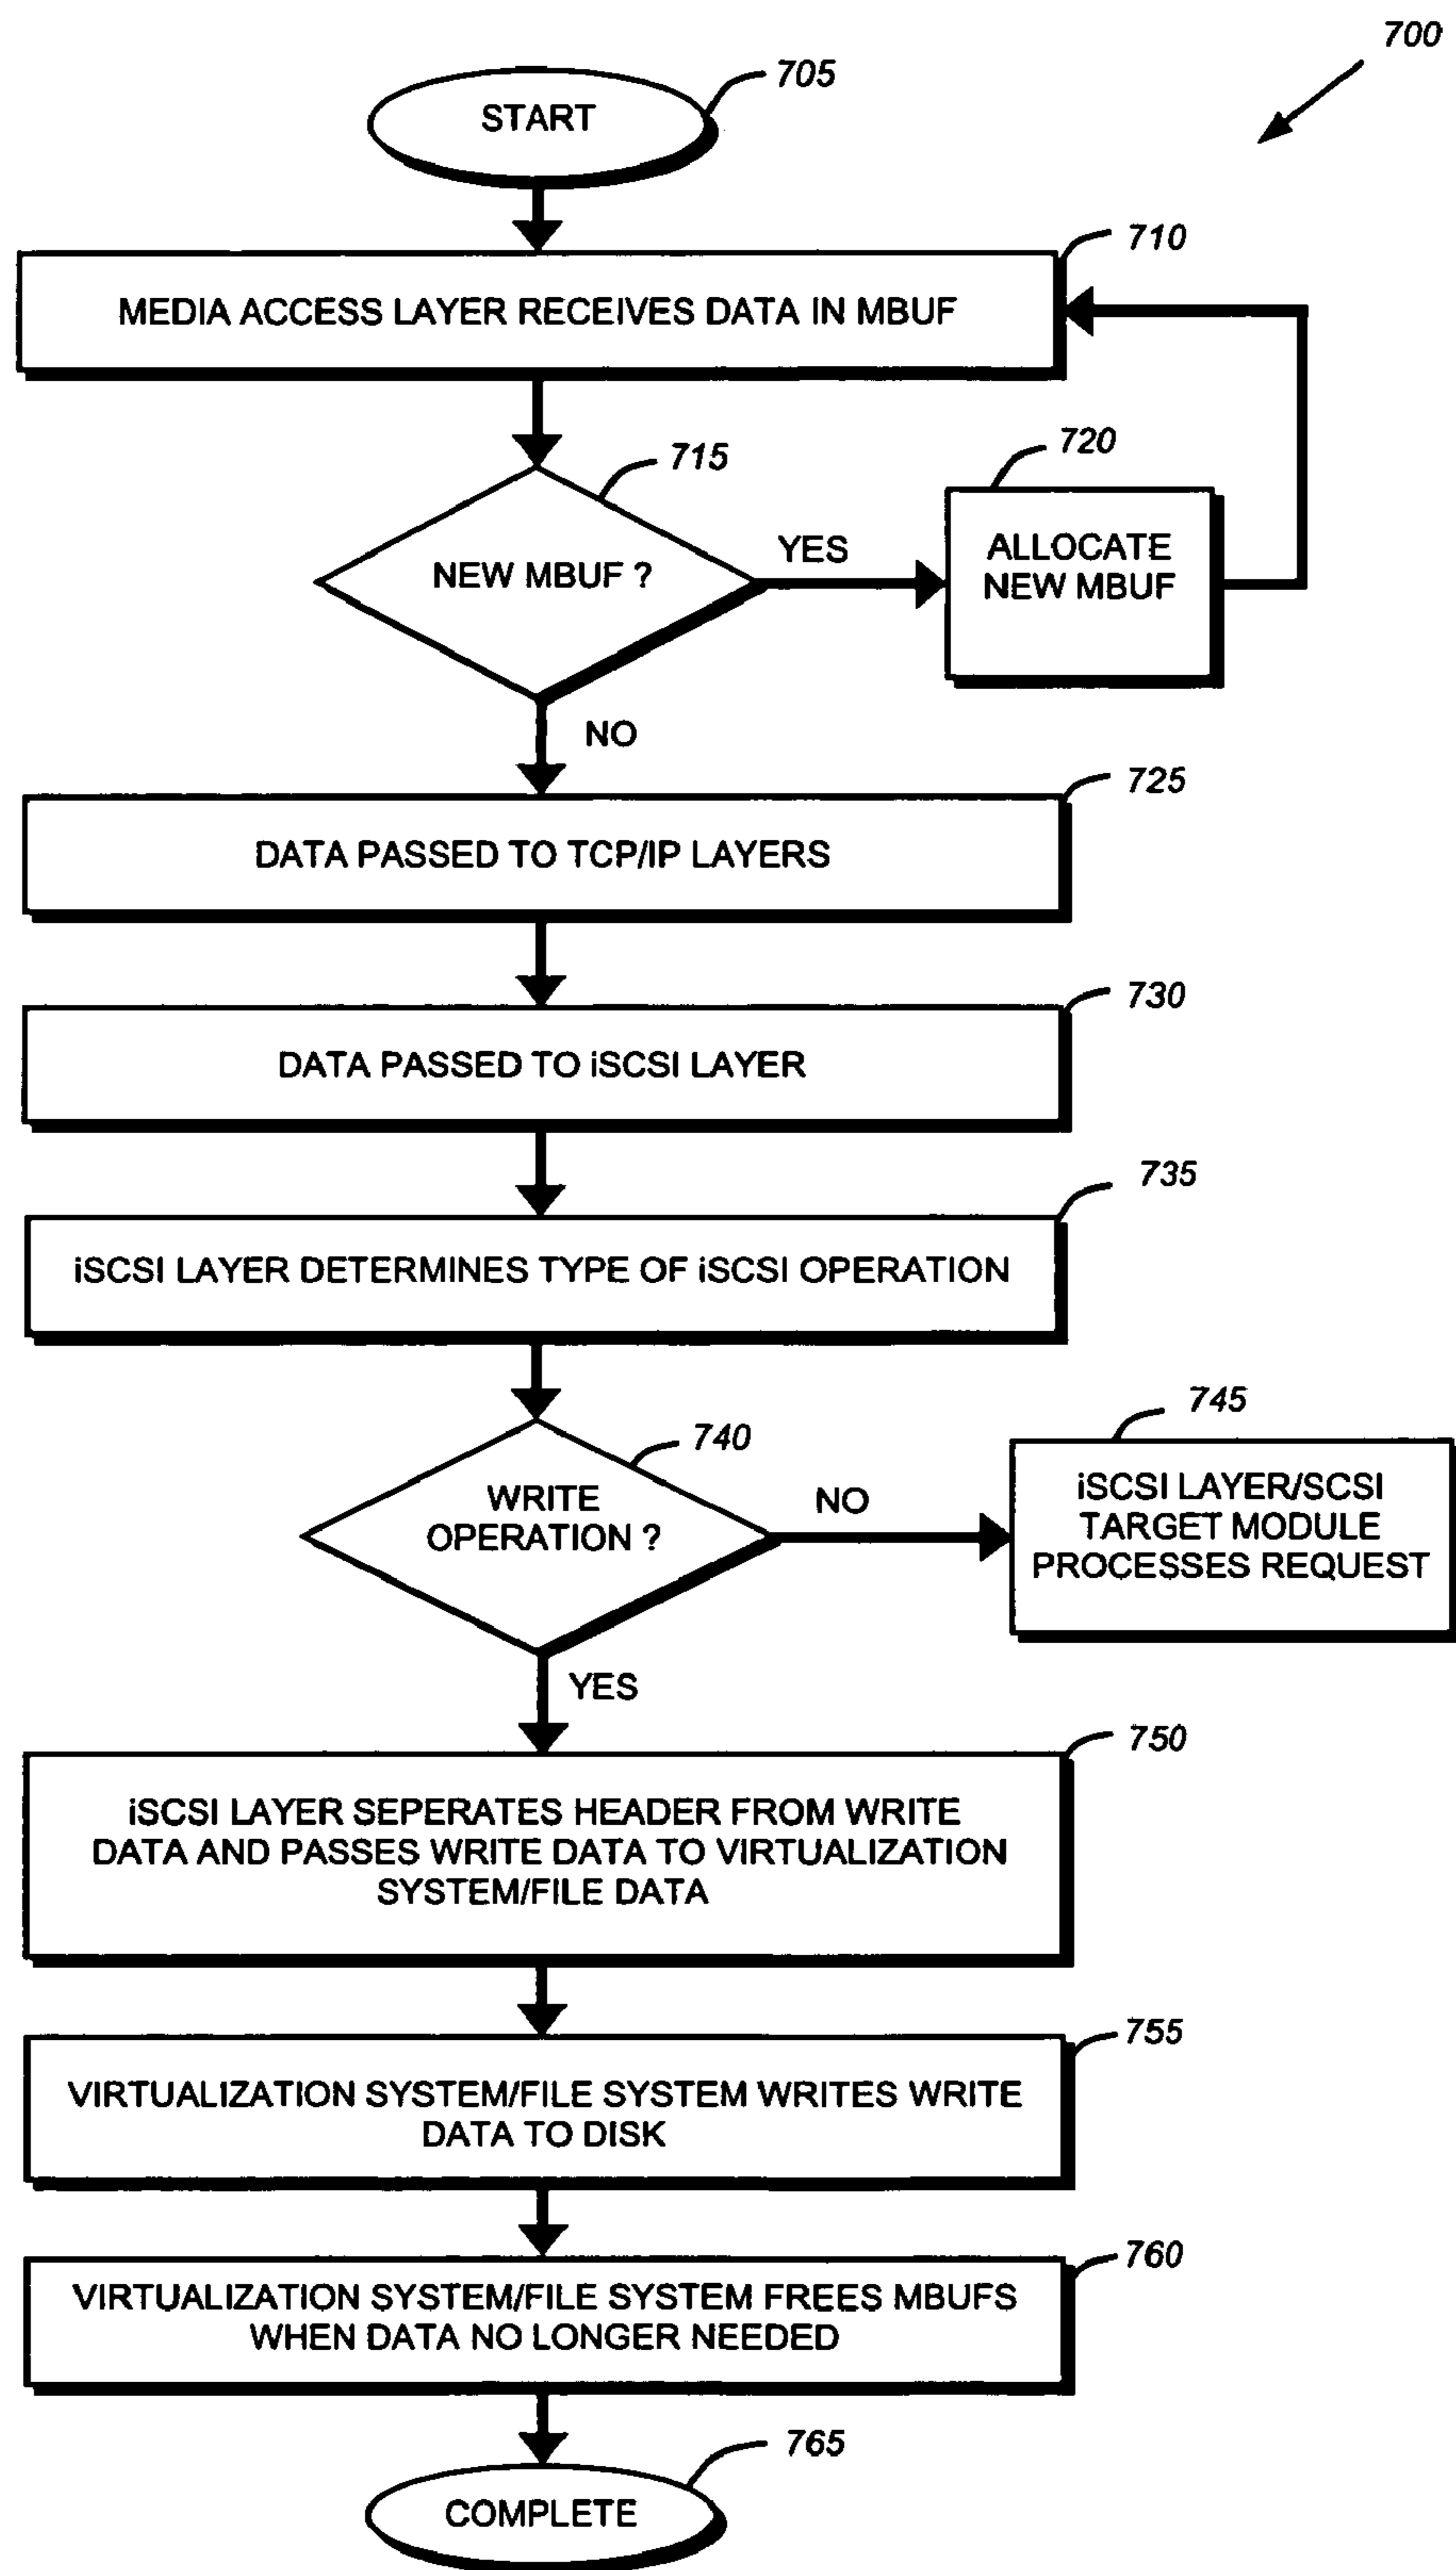 700
705
START
710
MEDIA ACCESS LAYER RECEIVES DATA IN MBUF
715
NEW MBUF ?
YES
720
ALLOCATE
NEW MBUF
NO
725
DATA PASSED TO TCP/IP LAYERS
730
DATA PASSED TO iSCSI LAYER
735
iSCSI LAYER DETERMINES TYPE OF iSCSI OPERATION
740
WRITE
OPERATION ?
NO
745
iSCSI LAYER/SCSI
TARGET MODULE
PROCESSES REQUEST
YES
750
iSCSI LAYER SEPERATES HEADER FROM WRITE
DATA AND PASSES WRITE DATA TO VIRTUALIZATION
SYSTEM/FILE DATA
755
VIRTUALIZATION SYSTEM/FILE SYSTEM WRITES WRITE
DATA TO DISK
760
VIRTUALIZATION SYSTEM/FILE SYSTEM FREES MBUFS
WHEN DATA NO LONGER NEEDED
765
COMPLETE